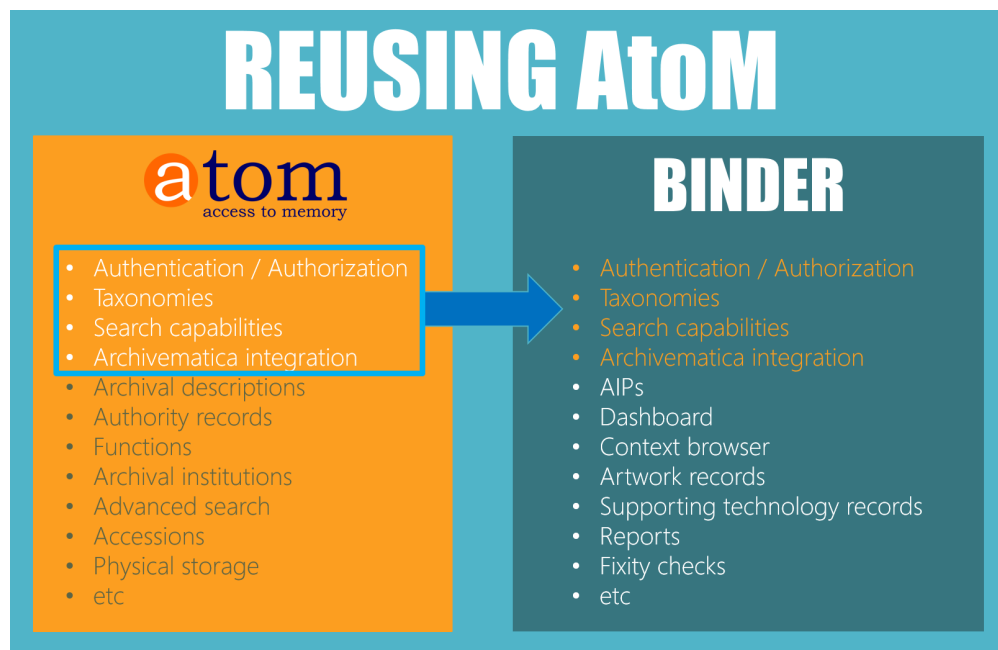 REUSING AtoM
atom
access to memory
• Authentication / Authorization
• Taxonomies
• Search capabilities
• Archivematica integration
• Archival descriptions
• Authority records
• Functions
• Archival institutions
• Advanced search
• Accessions
• Physical storage
• etc
BINDER
• Authentication / Authorization
• Taxonomies
• Search capabilities
• Archivematica integration
• AIPs
• Dashboard
• Context browser
• Artwork records
• Supporting technology records
• Reports
• Fixity checks
• etc